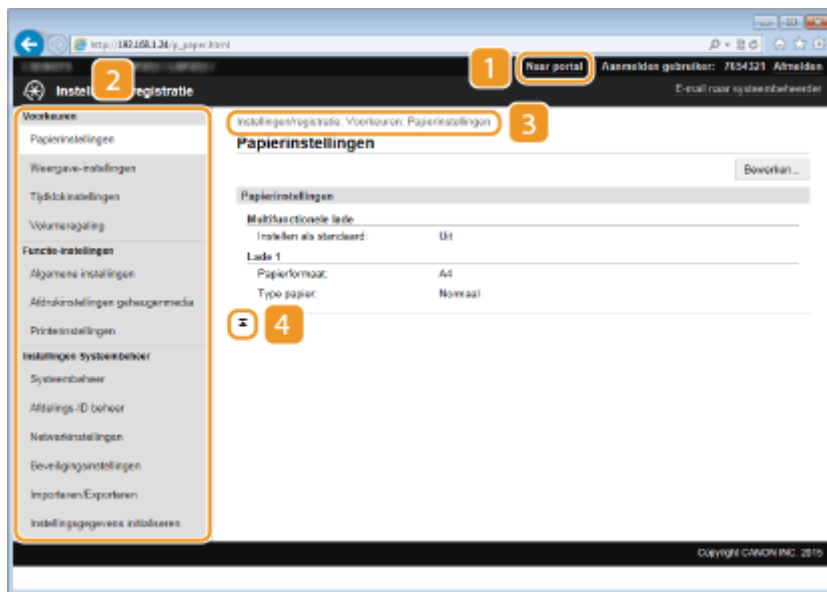 http://192.168.1.24/p_paper.html
1
Naar portal
Aanmelden gebruiker: 7654321 Afmelden
2
Instel registratie
E-mail naar systeembeheerder
Voorkeuren
Instellingen/registratie: Voorkeuren: Papierinstellingen
3
Papierinstellingen
Papierinstellingen
Weergave-instellingen
Bewerken...
Tijdklokinstellingen
Papierinstellingen
Volumeregeling
Multifunctionele lade
Instellen als standaard: Uit
Functie-instellingen
Lade 1
Algemene instellingen
Papierformaat: A4
Afdrukinstellingen geheugenmedia
Type papier: Normaal
4
Printerinstellingen
Instellingen Systeembeheer
Systeembeheer
Afdelings-ID beheer
Netwerkinstellingen
Beveiligingsinstellingen
Importeren/Exporteren
Instellingsgegevens initialiseren
Copyright CANON INC. 2015